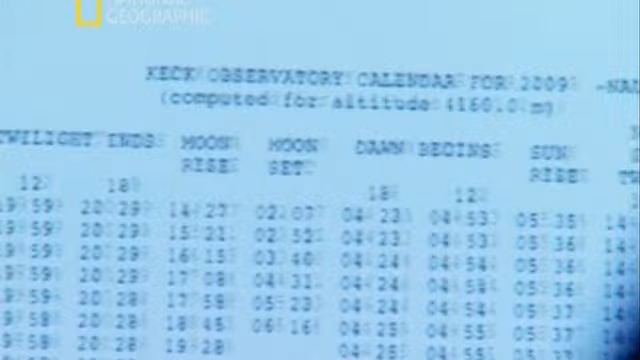 NATIONAL
GEOGRAPHIC
KECK OBSERVATORY CALENDAR FOR 2009
(computed for altitude 4160.0 m)
TWILIGHT ENDS MOON MOON DAWN BEGINS SUN
RISE SET RISE
12 18 18 12
19 59 20 29 14 27 02 07 04 23 04 53 05 35
19 59 20 29 15 21 02 52 04 23 04 53 05 36
19 59 20 29 16 15 03 40 04 24 04 54 05 36
19 59 20 29 17 08 04 31 04 24 04 54 05 36
19 59 20 28 17 58 05 23 04 24 04 54 05 37
19 58 20 28 18 45 06 16 04 25 04 55 05 37
19 58 20 28 19 28 04 25 04 55